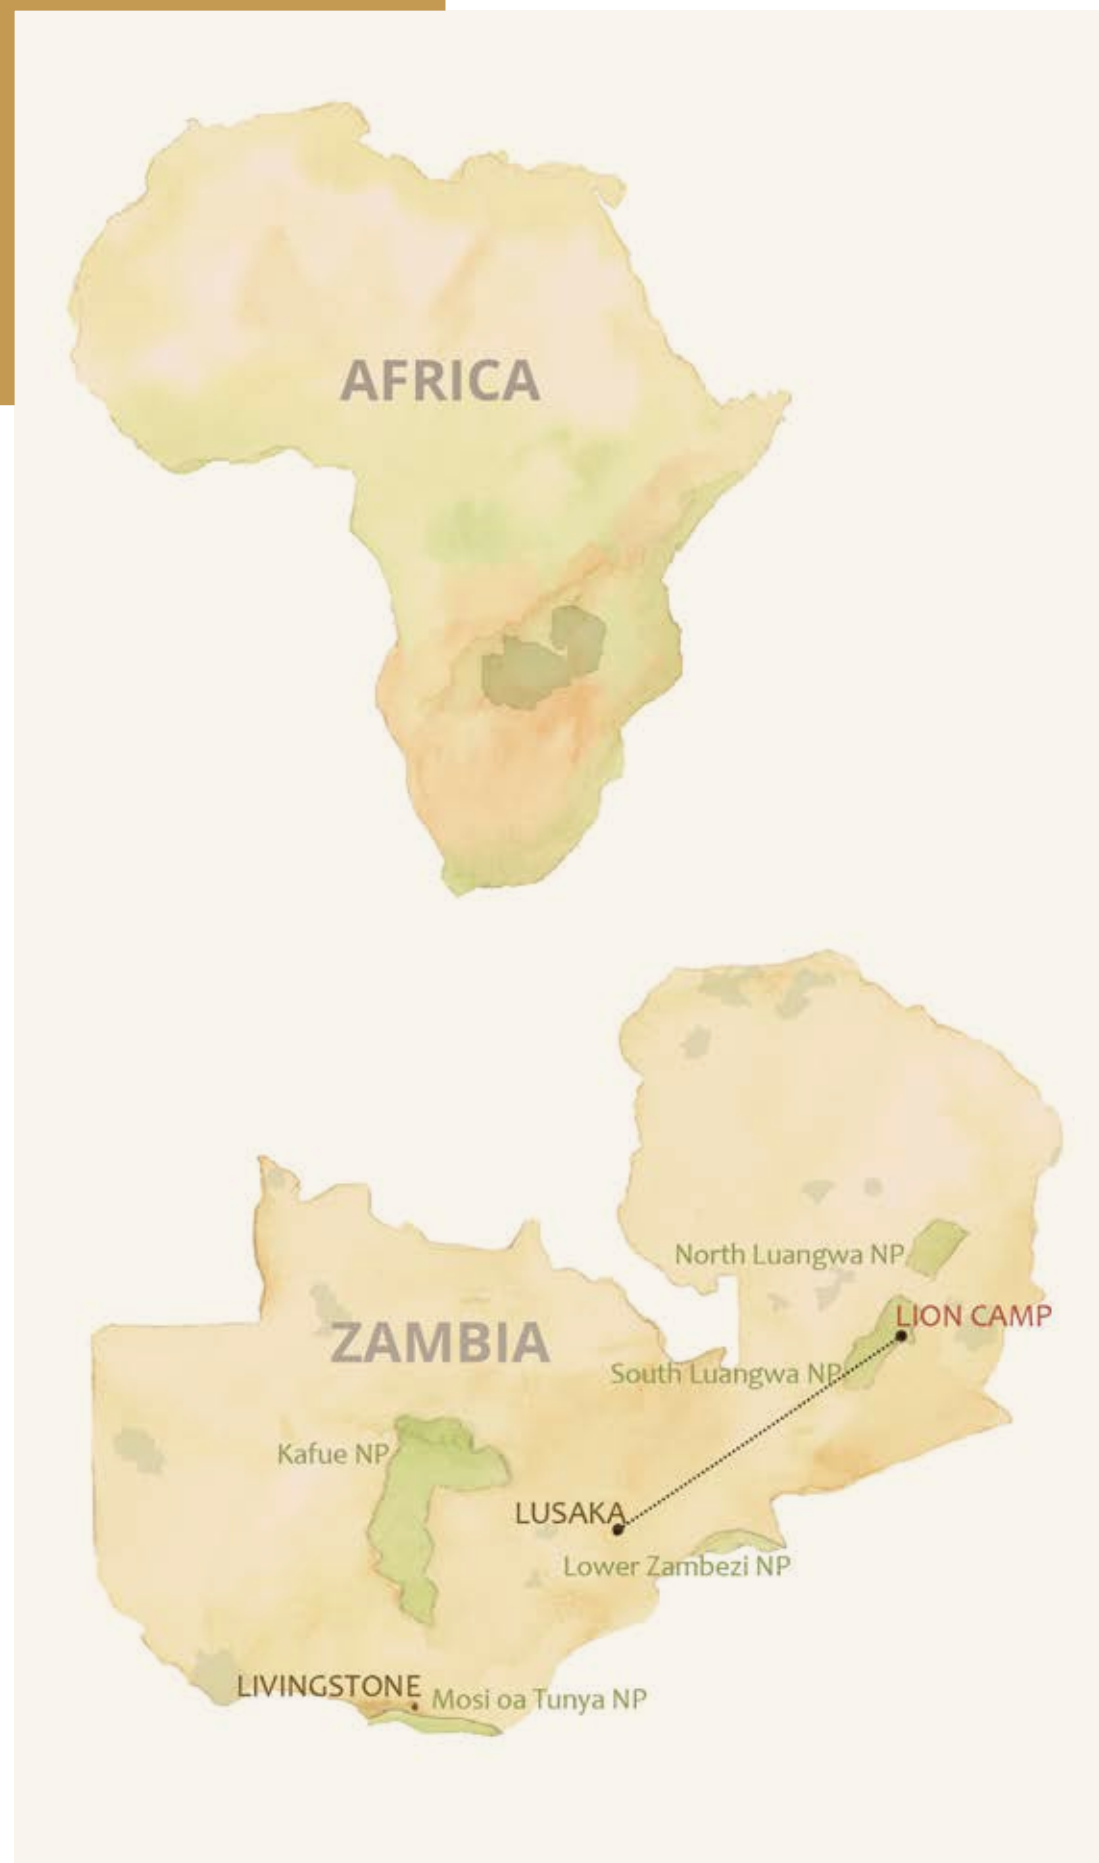 AFRICA
North Luangwa NP
LION CAMP
ZAMBIA
South Luangwa NP
Kafue NP
LUSAKA
Lower Zambezi NP
LIVINGSTONE
Mosi oa Tunya NP